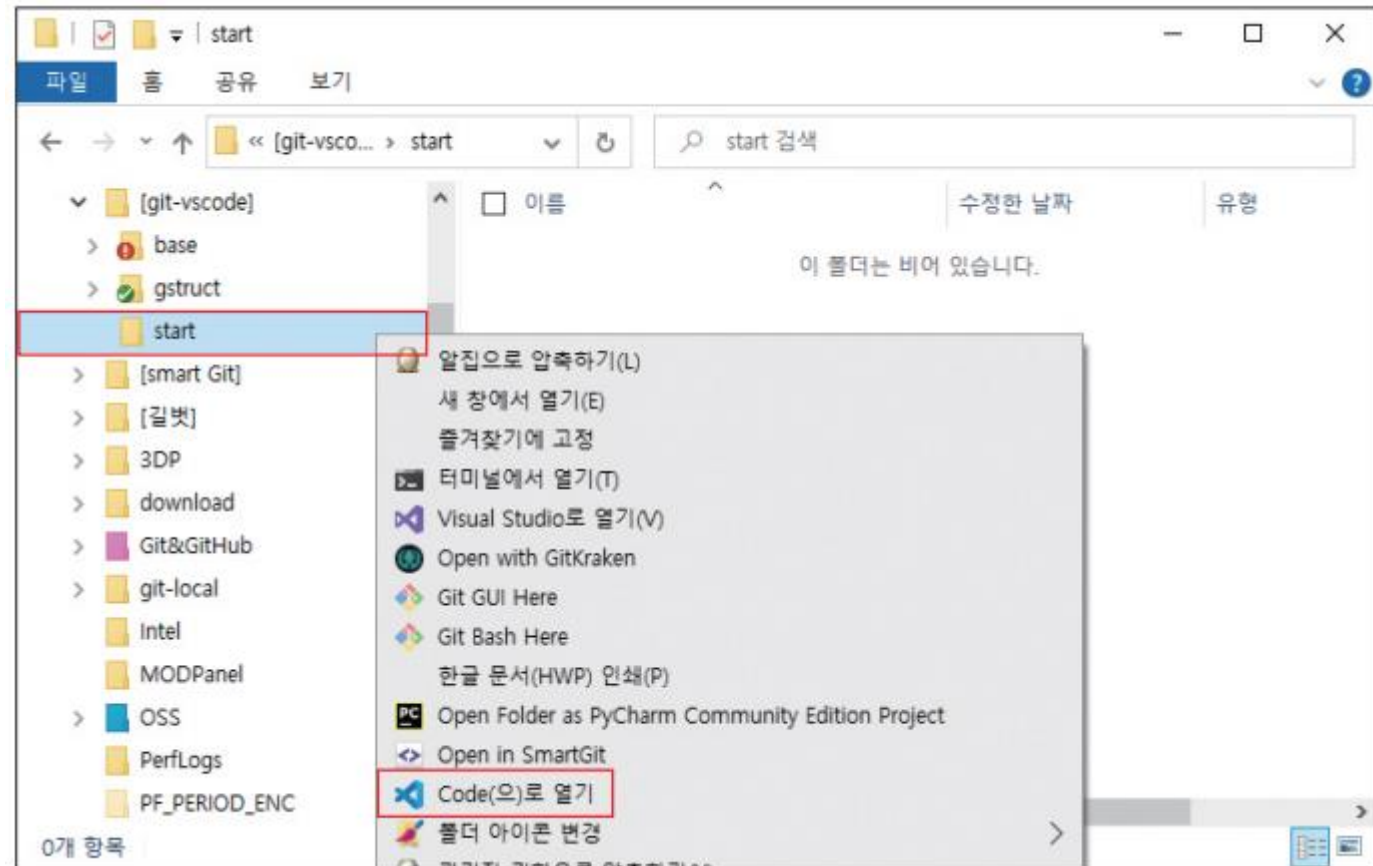 start
파일 홈 공유 보기
« [git-vsco... > start
start 검색
[git-vscode]
base
gstruct
start
[smart Git]
[길벗]
3DP
download
Git&GitHub
git-local
Intel
MODPanel
OSS
PerfLogs
PF_PERIOD_ENC
0개 항목
이름 수정한 날짜 유형
이 폴더는 비어 있습니다.
알집으로 압축하기(L)
새 창에서 열기(E)
즐겨찾기에 고정
터미널에서 열기(T)
Visual Studio로 열기(V)
Open with GitKraken
Git GUI Here
Git Bash Here
한글 문서(HWP) 인쇄(P)
Open Folder as PyCharm Community Edition Project
Open in SmartGit
Code(으)로 열기
폴더 아이콘 변경